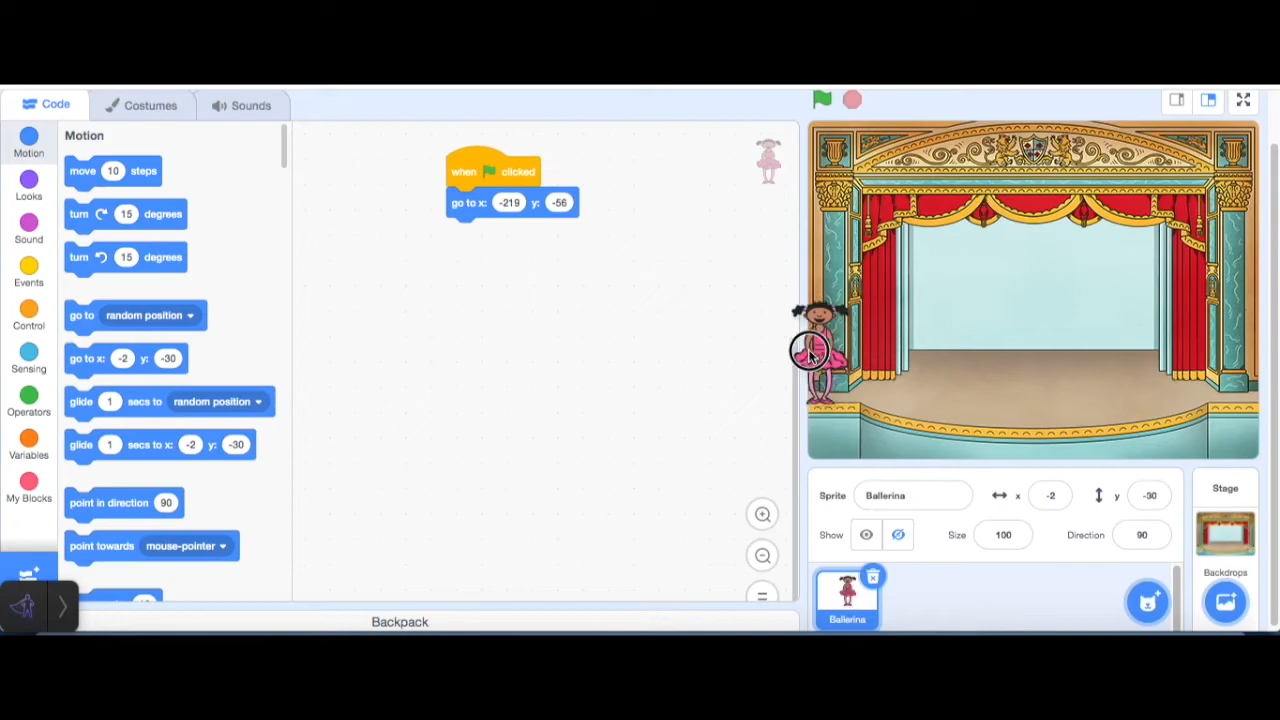 Code Costumes Sounds
Motion
Looks
Sound
Events
Control
Sensing
Operators
Variables
My Blocks
Motion
move 10 steps
turn 15 degrees
turn 15 degrees
go to random position
go to x: -2 y: -30
glide 1 secs to random position
glide 1 secs to x: -2 y: -30
point in direction 90
point towards mouse-pointer
when clicked
go to x: -219 y: -56
Backpack
Sprite Ballerina x -2 y -30
Show Size 100 Direction 90
Ballerina
Stage
Backdrops